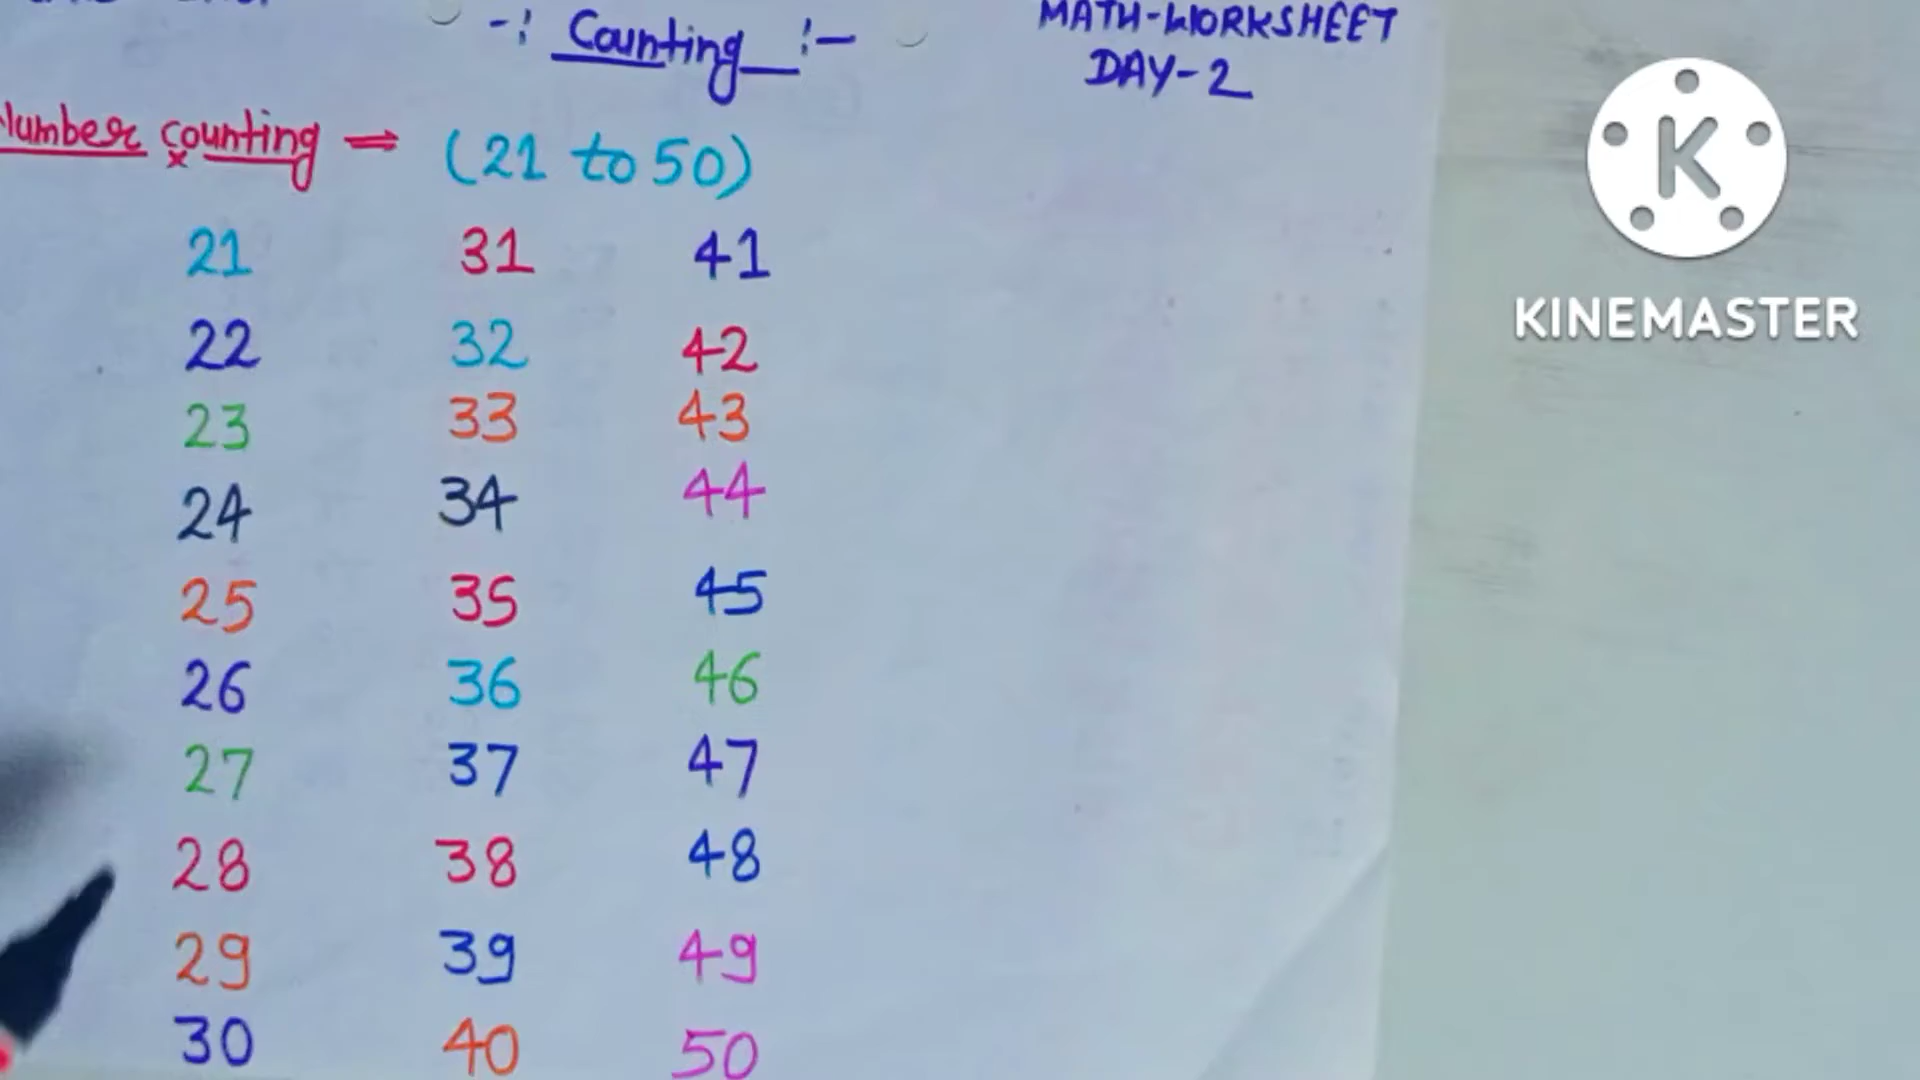 -: Counting :-
MATH-WORKSHEET
DAY-2
Number counting ⇒ (21 to 50)
21 31 41
22 32 42
23 33 43
24 34 44
25 35 45
26 36 46
27 37 47
28 38 48
29 39 49
30 40 50
K
KINEMASTER